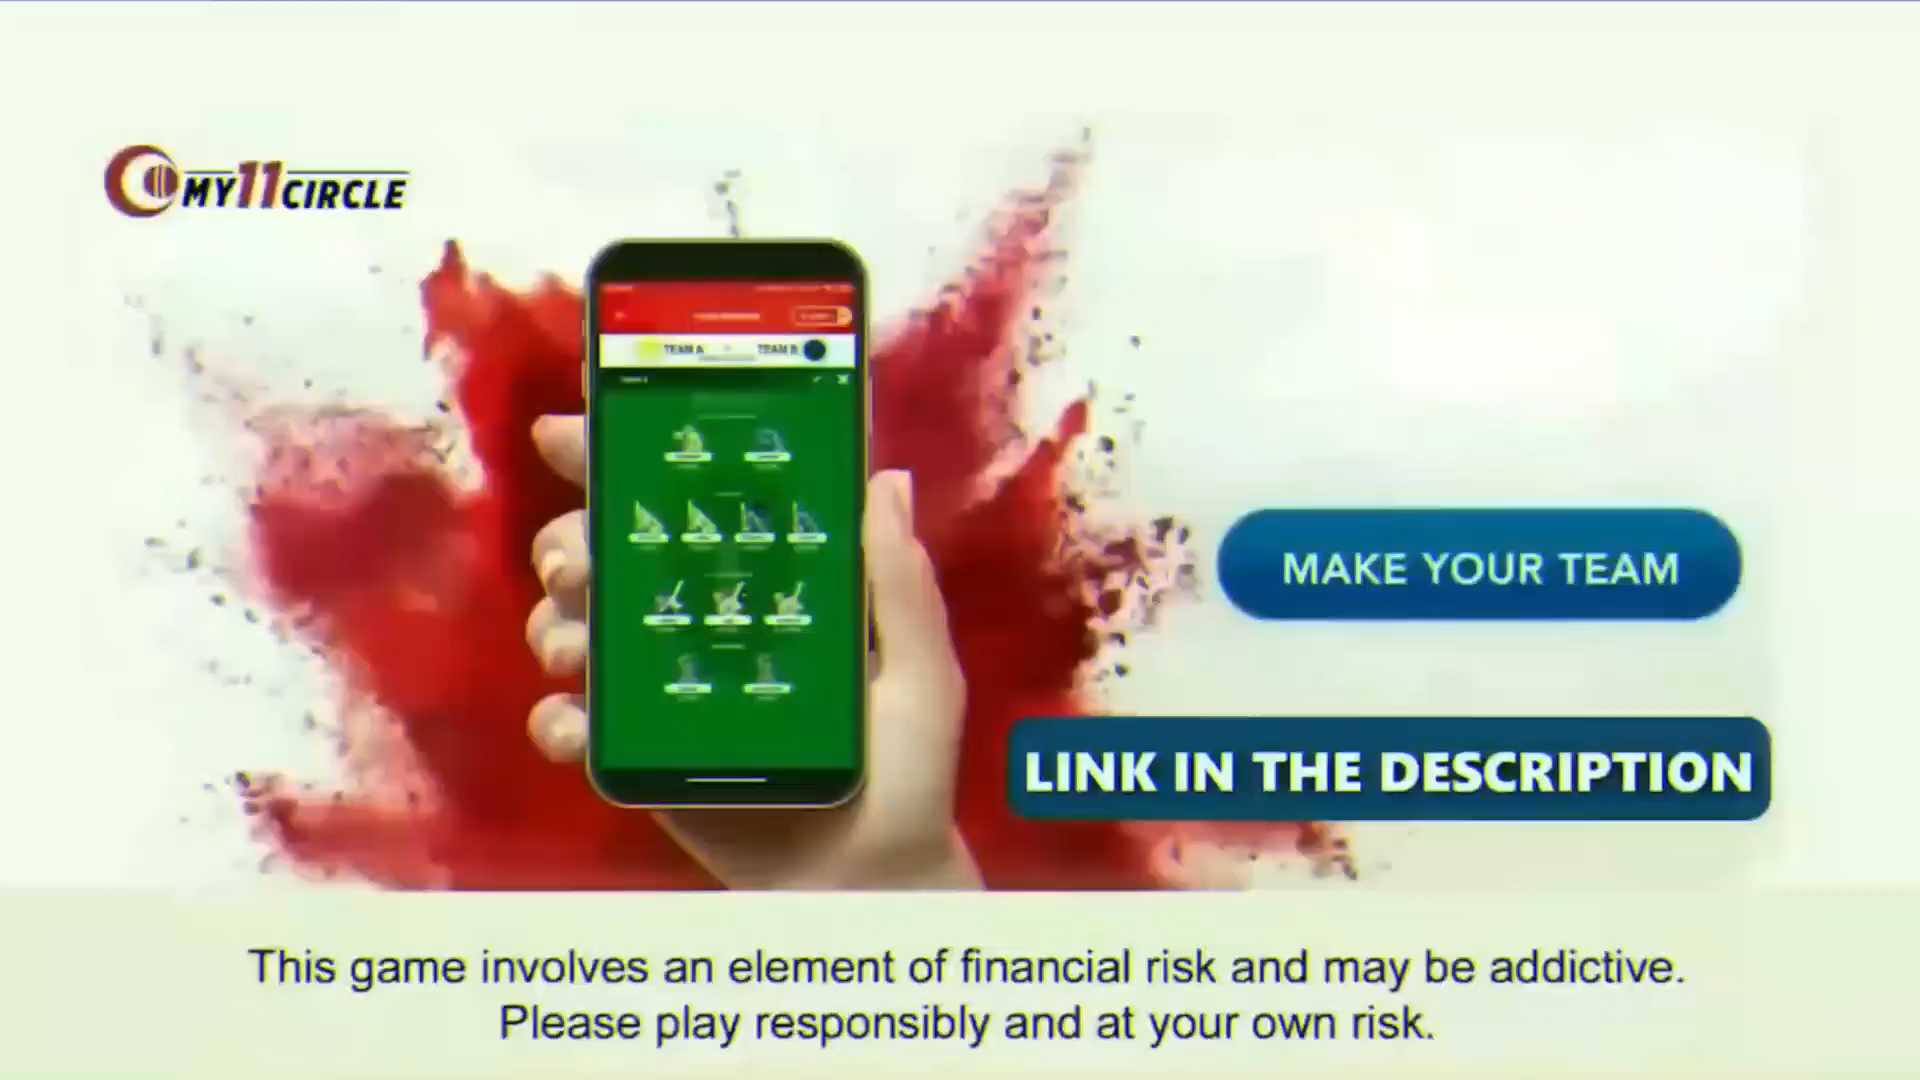 MY11CIRCLE
TEAM A
TEAM B
MAKE YOUR TEAM
LINK IN THE DESCRIPTION
This game involves an element of financial risk and may be addictive.
Please play responsibly and at your own risk.